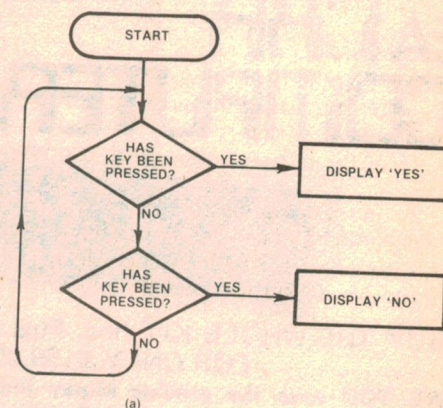 START
HAS
KEY BEEN
PRESSED?
YES
DISPLAY 'YES'
NO
HAS
KEY BEEN
PRESSED?
YES
DISPLAY 'NO'
NO
(a)